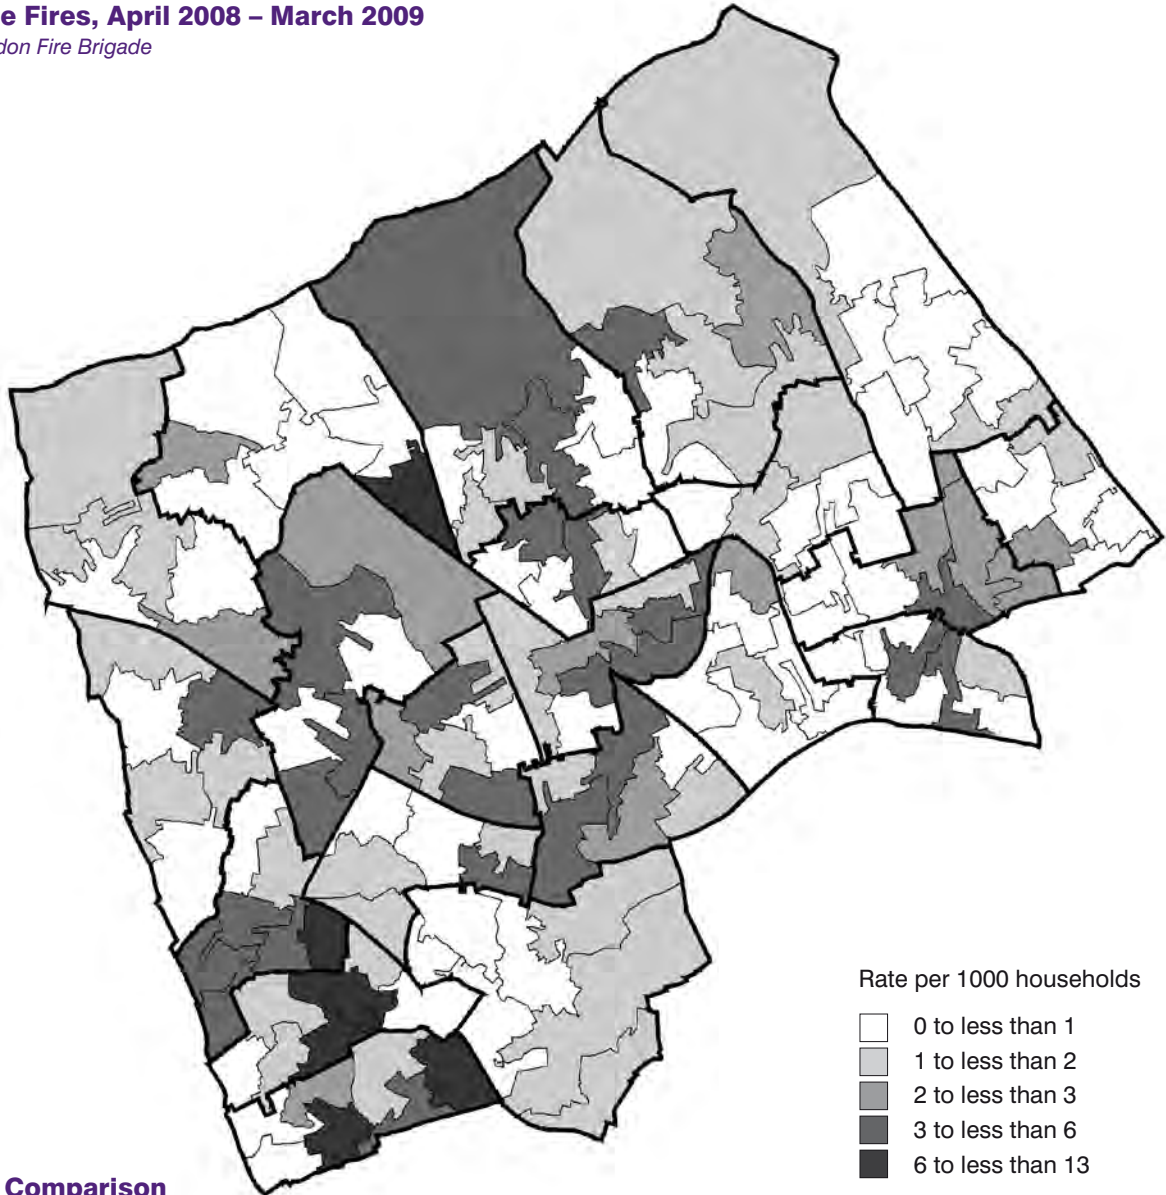 e Fires, April 2008 – March 2009
don Fire Brigade
Rate per 1000 households
0 to less than 1
1 to less than 2
2 to less than 3
3 to less than 6
6 to less than 13
Comparison